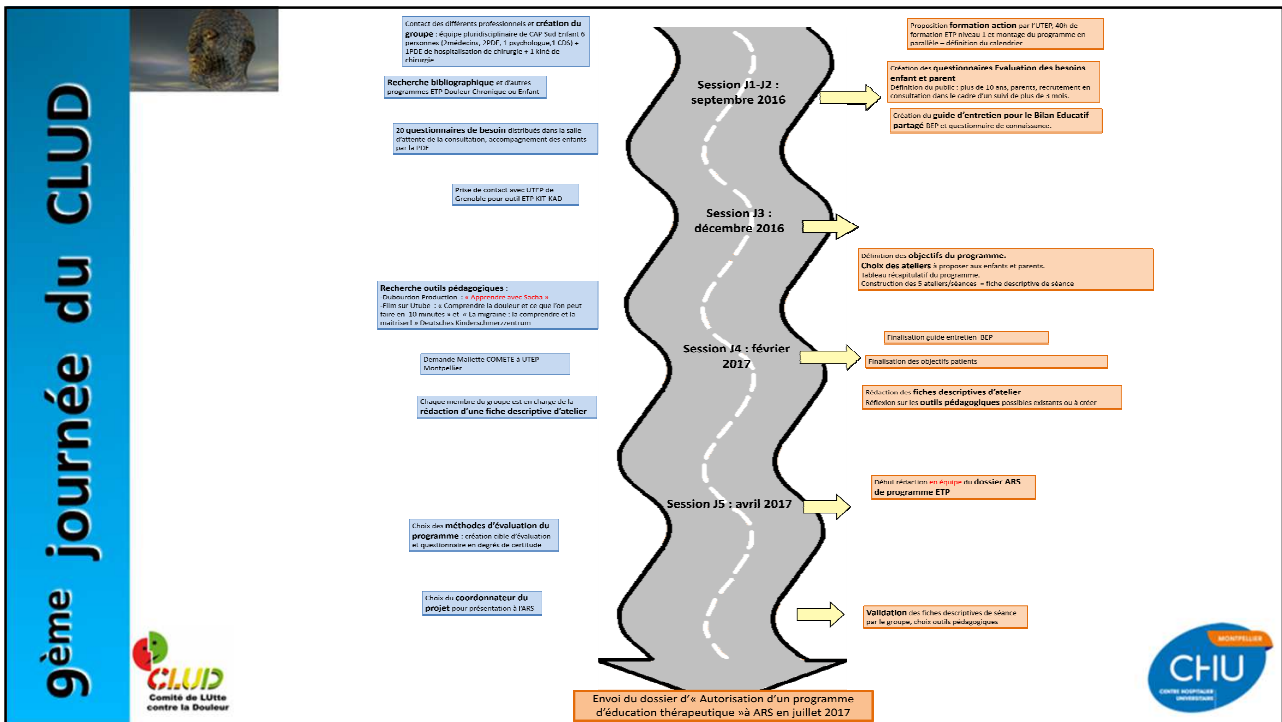 9ème journée du CLUD
Contact des différents professionnels et création du
groupe : équipe pluridisciplinaire de CAP Sud Enfant 6
personnes (2médecins, 2PDE, 1 psychologue,1 CDS) +
1PDE de hospitalisation de chirurgie + 1 kiné de
chirurgie
Recherche bibliographique et d'autres
programmes ETP Douleur Chronique ou Enfant
20 questionnaires de besoin distribués dans la salle
d'attente de la consultation, accompagnement des enfants
par la PDE
Prise de contact avec UTEP de
Grenoble pour outil ETP KIT KAD
Recherche outils pédagogiques :
-Dubourdon Production : « Apprendre avec Sacha »
-Film sur Utube : « Comprendre la douleur et ce que l'on peut
faire en 10 minutes » et « La migraine : la comprendre et la
maitriser! » Deutsches Kinderschmerzzentrum
Demande Mallette COMETE à UTEP
Montpellier
Chaque membre du groupe est en charge de la
rédaction d'une fiche descriptive d'atelier
Choix des méthodes d'évaluation du
programme : création cible d'évaluation
et questionnaire en degrés de certitude
Choix du coordonnateur du
projet pour présentation à l'ARS
Session J1-J2 :
septembre 2016
Session J3 :
décembre 2016
Session J4 : février
2017
Session J5 : avril 2017
Proposition formation action par l'UTEP, 40h de
formation ETP niveau 1 et montage du programme en
parallèle – définition du calendrier
Création des questionnaires Evaluation des besoins
enfant et parent
Définition du public : plus de 10 ans, parents, recrutement en
consultation dans le cadre d'un suivi de plus de 3 mois.
Création du guide d'entretien pour le Bilan Educatif
partagé BEP et questionnaire de connaissance.
Définition des objectifs du programme.
Choix des ateliers à proposer aux enfants et parents.
Tableau récapitulatif du programme.
Construction des 5 ateliers/séances = fiche descriptive de séance
Finalisation guide entretien BEP
Finalisation des objectifs patients
Rédaction des fiches descriptives d'atelier
Réflexion sur les outils pédagogiques possibles existants ou à créer
Début rédaction en équipe du dossier ARS
de programme ETP
Validation des fiches descriptives de séance
par le groupe, choix outils pédagogiques
Envoi du dossier d'« Autorisation d'un programme
d'éducation thérapeutique »à ARS en juillet 2017
CLUD
Comité de LUtte
contre la Douleur
MONTPELLIER
CHU
CENTRE HOSPITALIER
UNIVERSITAIRE